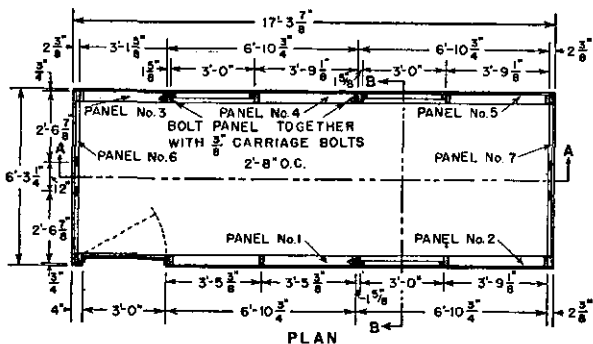 17'-3 7/8"
2 3/8" 3'-1 5/8" 6'-10 3/4" 6'-10 3/4" 2 3/8"
3/4" 1 5/8" 3'-0" 3'-9 1/8" 1 5/8" B 3'-0" 3'-9 1/8"
PANEL No.3 PANEL No.4 PANEL No.5
BOLT PANEL TOGETHER
WITH 3/8" CARRIAGE BOLTS
2'-8" O.C.
2'-6 7/8"
PANEL No.6 PANEL No.7
A A
6'-3 1/4" 12"
2'-6 7/8"
PANEL No.1 PANEL No.2
3/4" 3'-5 3/8" 3'-5 3/8" 1 5/8" 3'-0" 3'-9 1/8"
4" 3'-0" 6'-10 3/4" B 6'-10 3/4" 2 3/8"
PLAN